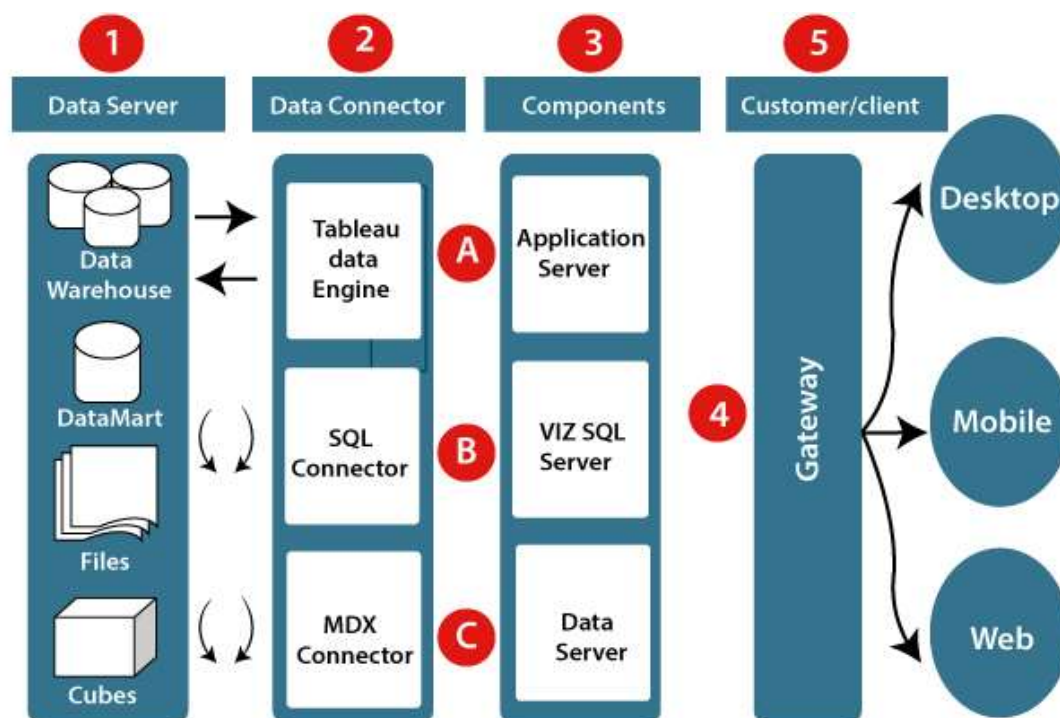 1
2
3
5
Data Server
Data Connector
Components
Customer/client
Data
Warehouse
DataMart
Files
Cubes
Tableau
data
Engine
SQL
Connector
MDX
Connector
A
B
C
Application
Server
VIZ SQL
Server
Data
Server
4
Gateway
Desktop
Mobile
Web